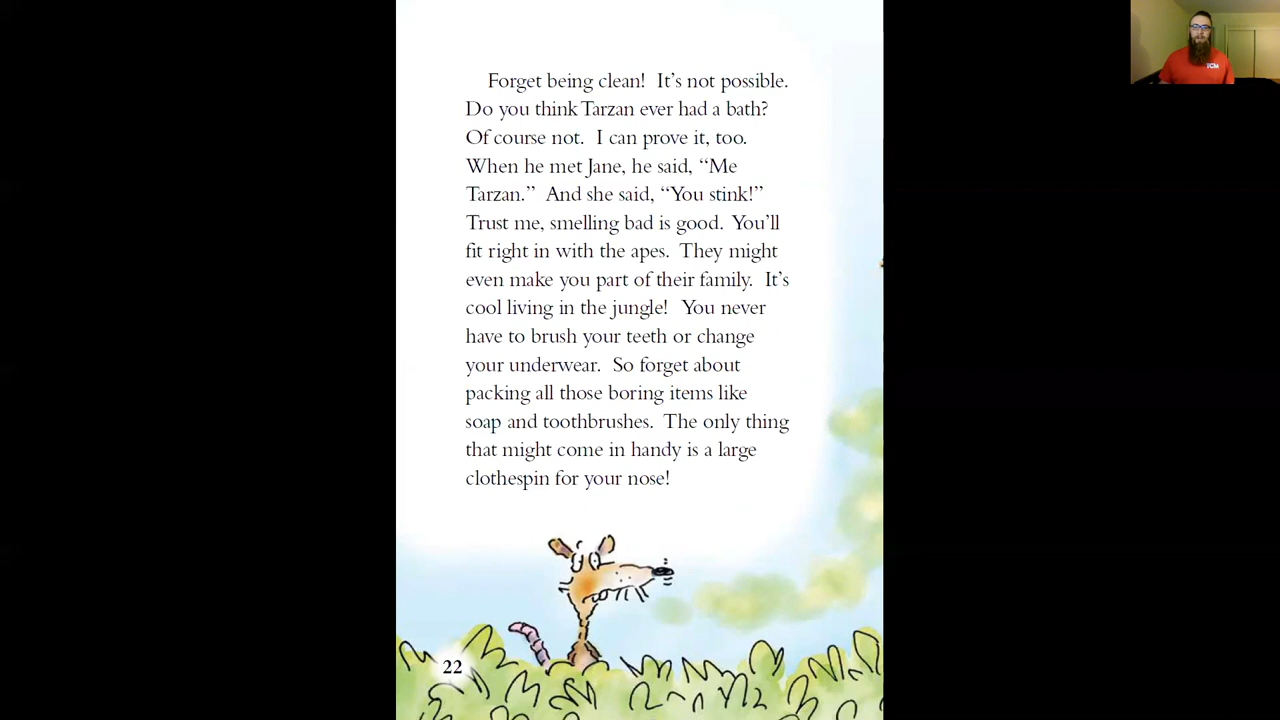 Forget being clean! It's not possible.
Do you think Tarzan ever had a bath?
Of course not. I can prove it, too.
When he met Jane, he said, “Me
Tarzan.” And she said, “You stink!”
Trust me, smelling bad is good. You'll
fit right in with the apes. They might
even make you part of their family. It's
cool living in the jungle! You never
have to brush your teeth or change
your underwear. So forget about
packing all those boring items like
soap and toothbrushes. The only thing
that might come in handy is a large
clothespin for your nose!
22
TCM